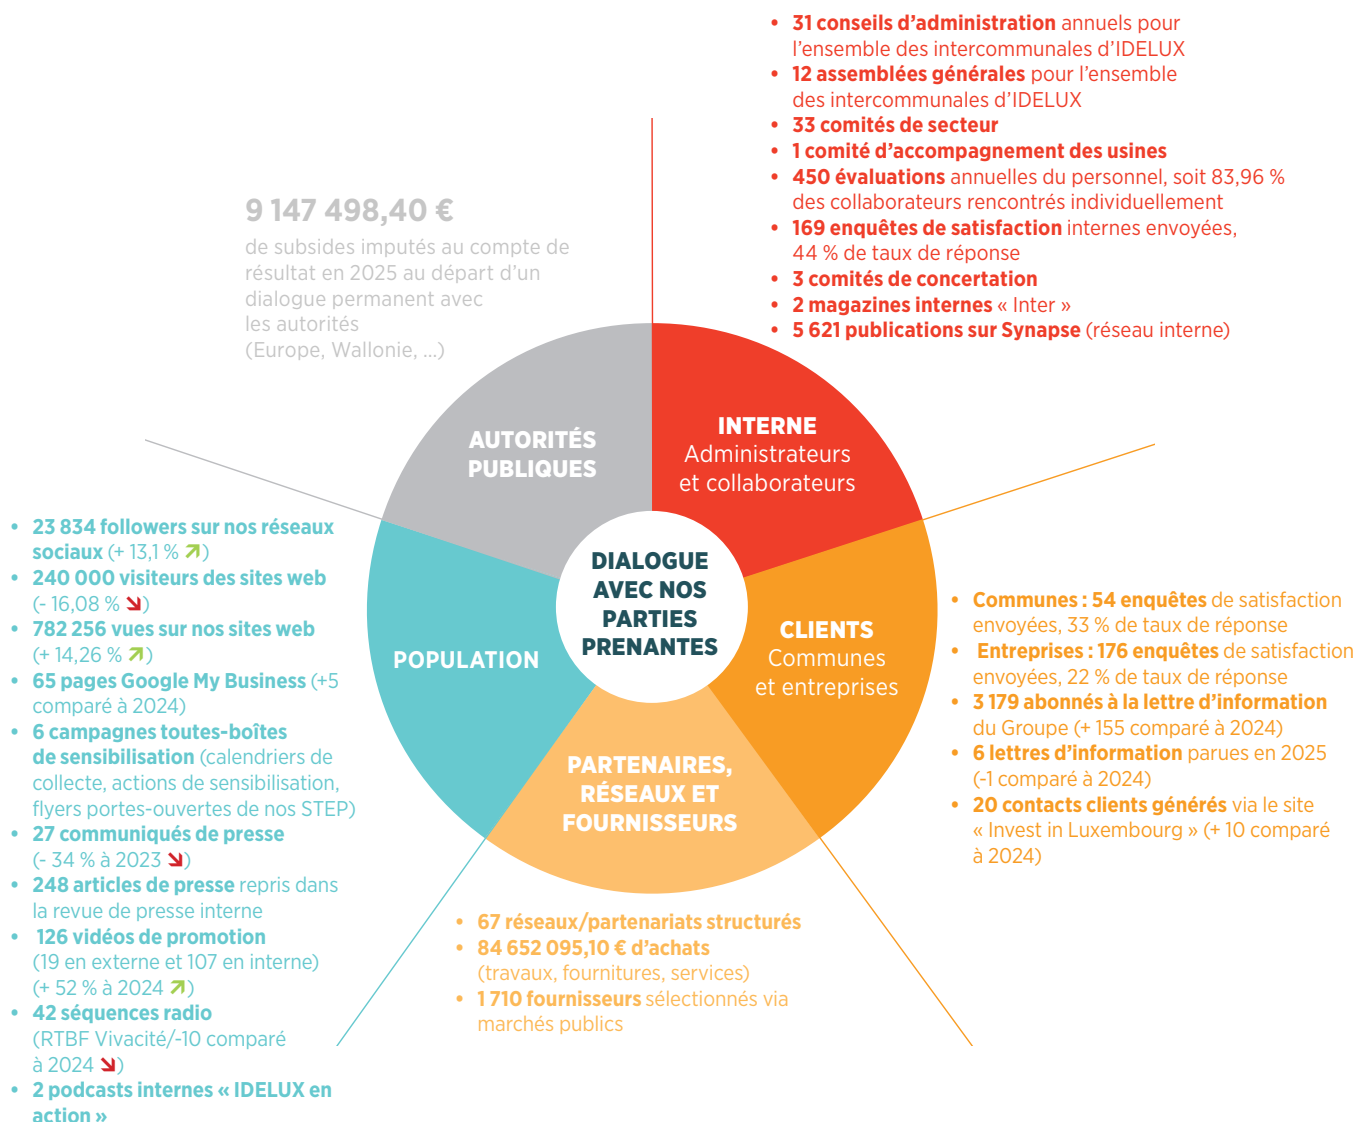 • 31 conseils d’administration annuels pour
l’ensemble des intercommunales d’IDELUX
• 12 assemblées générales pour l’ensemble
des intercommunales d’IDELUX
• 33 comités de secteur
• 1 comité d’accompagnement des usines
• 450 évaluations annuelles du personnel, soit 83,96 %
des collaborateurs rencontrés individuellement
• 169 enquêtes de satisfaction internes envoyées,
44 % de taux de réponse
• 3 comités de concertation
• 2 magazines internes « Inter »
• 5 621 publications sur Synapse (réseau interne)
9 147 498,40 €
de subsides imputés au compte de
résultat en 2025 au départ d’un
dialogue permanent avec
les autorités
(Europe, Wallonie, ...)
AUTORITÉS
PUBLIQUES
INTERNE
Administrateurs
et collaborateurs
DIALOGUE
AVEC NOS
PARTIES
PRENANTES
POPULATION
CLIENTS
Communes
et entreprises
PARTENAIRES,
RÉSEAUX ET
FOURNISSEURS
• 23 834 followers sur nos réseaux
sociaux (+ 13,1 % ↗)
• 240 000 visiteurs des sites web
(- 16,08 % ↘)
• 782 256 vues sur nos sites web
(+ 14,26 % ↗)
• 65 pages Google My Business (+5
comparé à 2024)
• 6 campagnes toutes-boîtes
de sensibilisation (calendriers de
collecte, actions de sensibilisation,
flyers portes-ouvertes de nos STEP)
• 27 communiqués de presse
(- 34 % à 2023 ↘)
• 248 articles de presse repris dans
la revue de presse interne
• 126 vidéos de promotion
(19 en externe et 107 en interne)
(+ 52 % à 2024 ↗)
• 42 séquences radio
(RTBF Vivacité/-10 comparé
à 2024 ↘)
• 2 podcasts internes « IDELUX en
action »
• Communes : 54 enquêtes de satisfaction
envoyées, 33 % de taux de réponse
• Entreprises : 176 enquêtes de satisfaction
envoyées, 22 % de taux de réponse
• 3 179 abonnés à la lettre d’information
du Groupe (+ 155 comparé à 2024)
• 6 lettres d’information parues en 2025
(-1 comparé à 2024)
• 20 contacts clients générés via le site
« Invest in Luxembourg » (+ 10 comparé
à 2024)
• 67 réseaux/partenariats structurés
• 84 652 095,10 € d’achats
(travaux, fournitures, services)
• 1 710 fournisseurs sélectionnés via
marchés publics